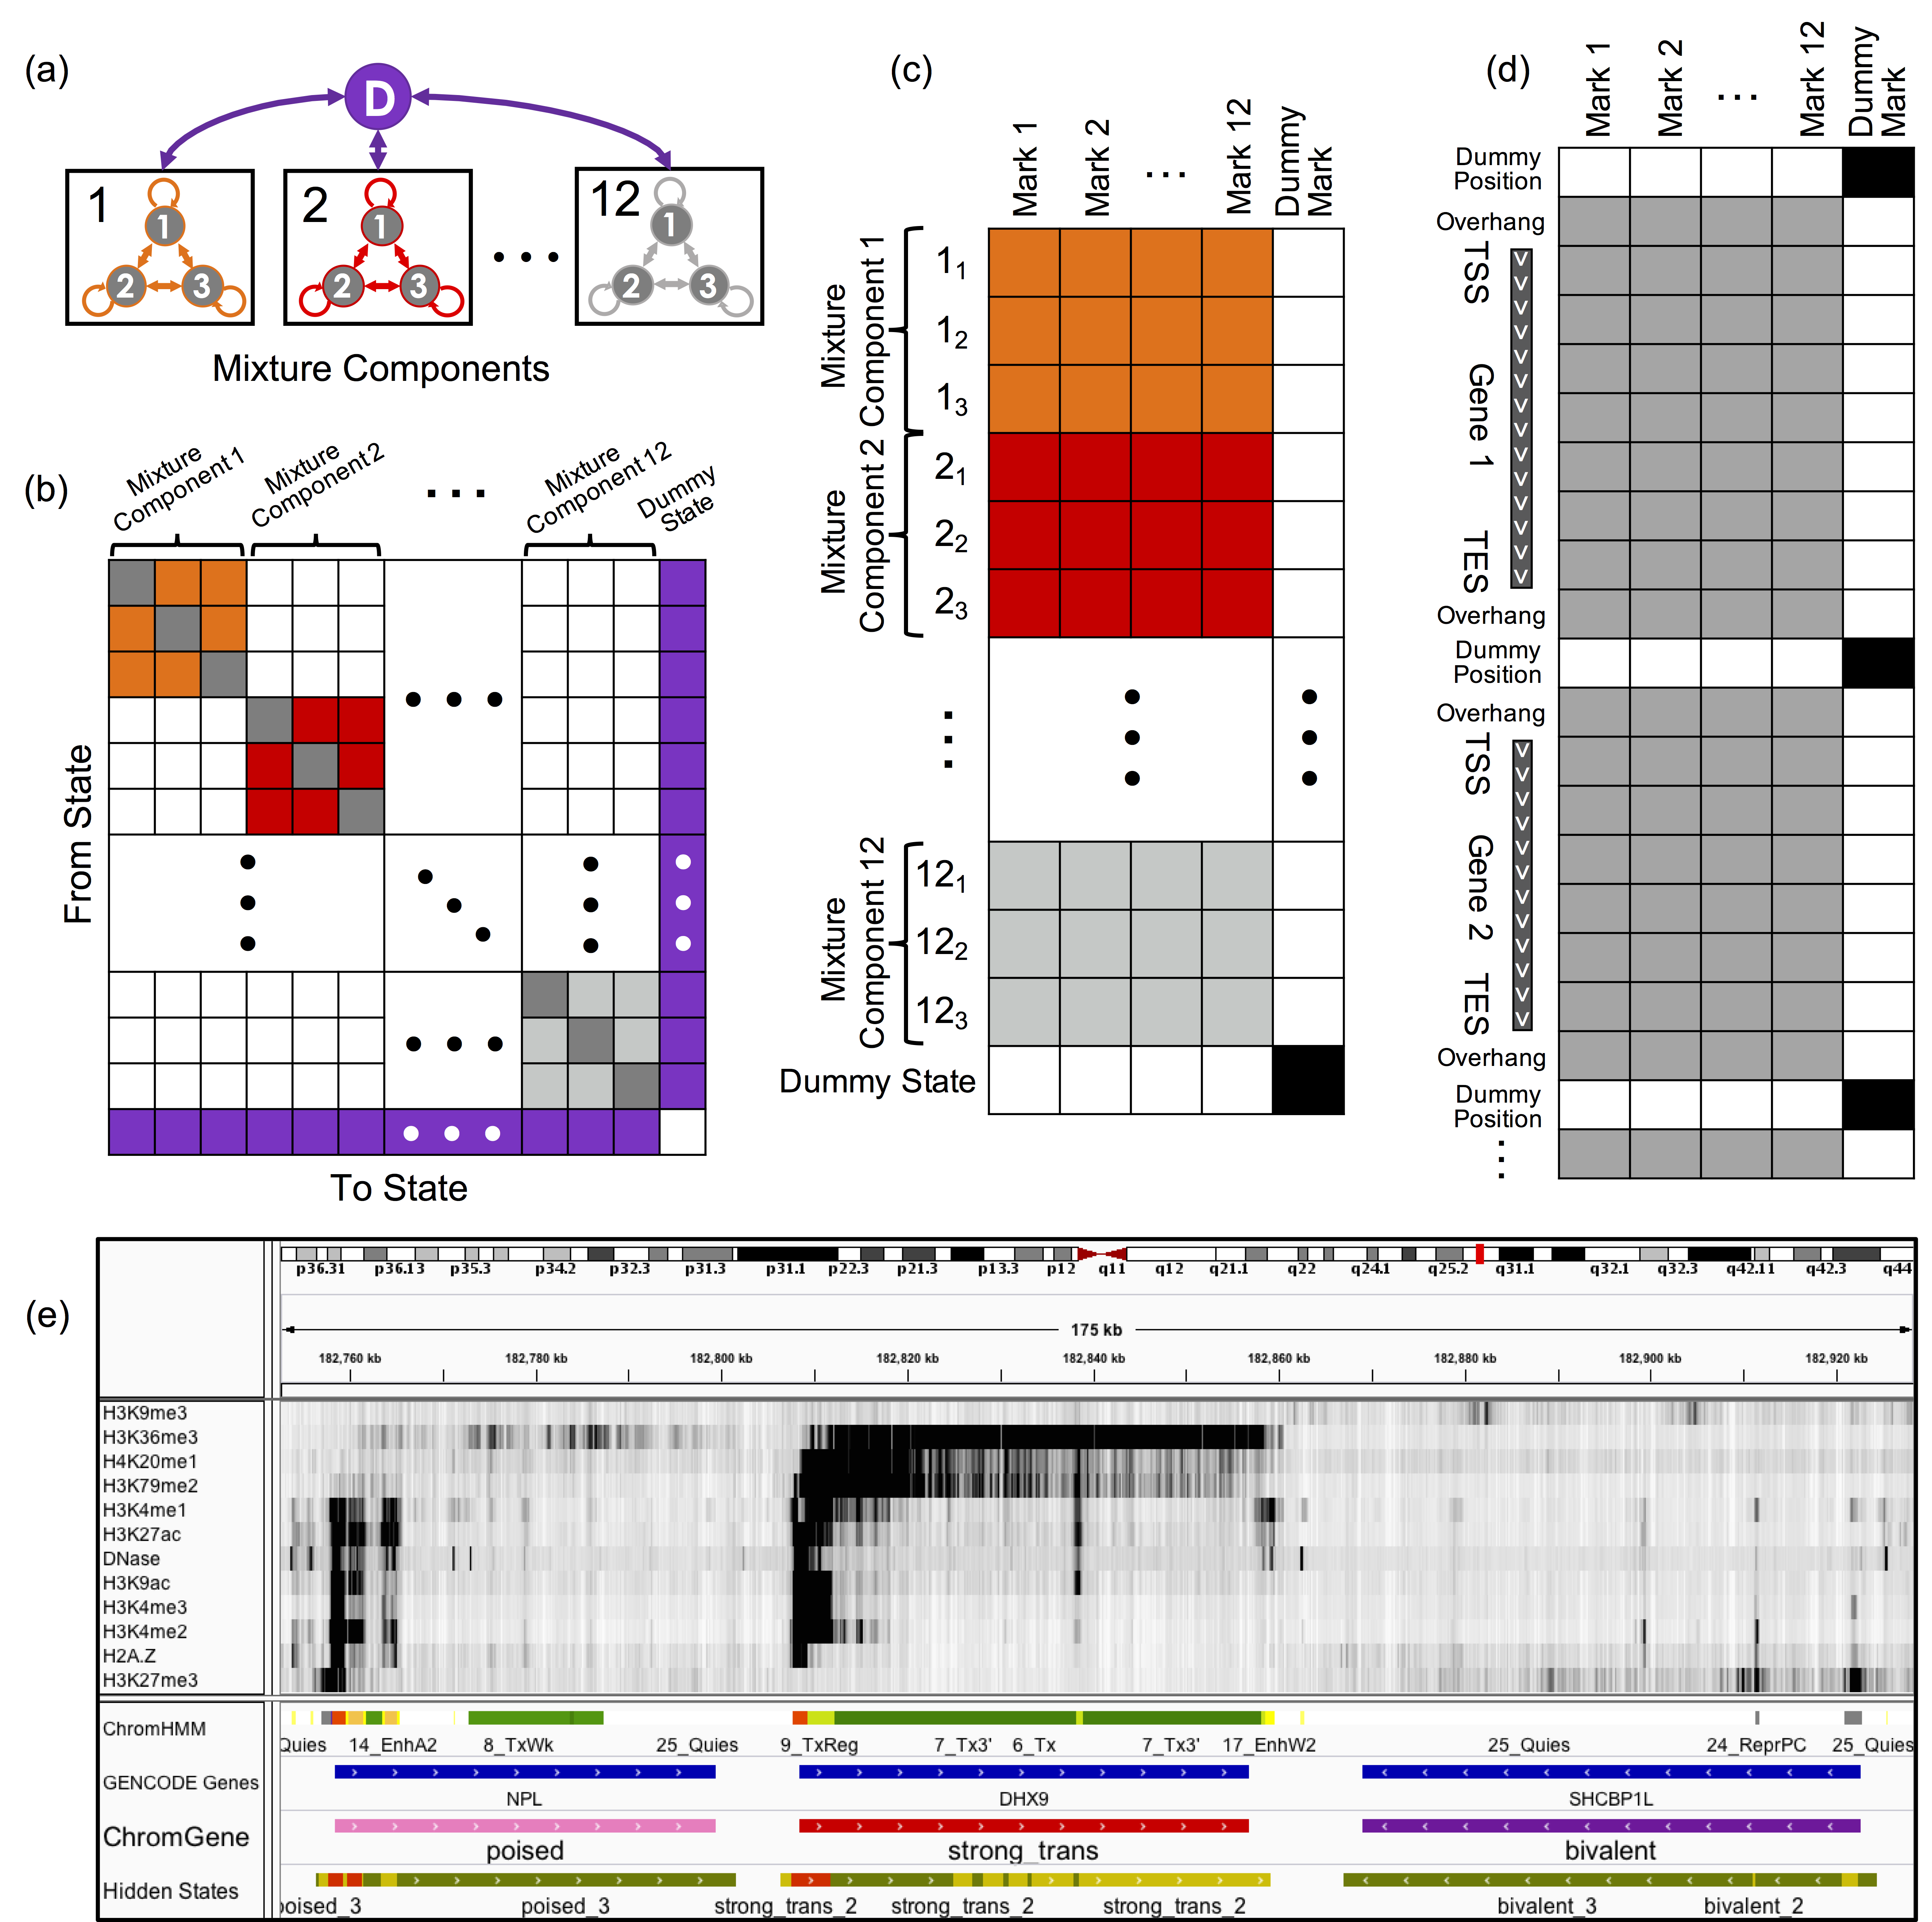 (a)
D
1
1
2
3
2
1
2
3
...
12
1
2
3
Mixture Components
(b)
Mixture
Component 1
Mixture
Component 2
...
Mixture
Component 12
Dummy
State
From State
To State
(c)
Mark 1
Mark 2
...
Mark 12
Dummy
Mark
Mixture
Component 1
1₁
1₂
1₃
Mixture
Component 2
2₁
2₂
2₃
Mixture
Component 12
12₁
12₂
12₃
Dummy State
(d)
Mark 1
Mark 2
...
Mark 12
Dummy
Mark
Dummy
Position
Overhang
TSS
Gene 1
TES
Overhang
Dummy
Position
Overhang
TSS
Gene 2
TES
Overhang
Dummy
Position
(e)
p36.31 p36.13 p35.3 p34.2 p32.3 p31.3 p31.1 p22.3 p21.3 p13.3 p12 q11 q12 q21.1 q22 q24.1 q25.2 q31.1 q32.1 q32.3 q42.11 q42.3 q44
175 kb
182,760 kb 182,780 kb 182,800 kb 182,820 kb 182,840 kb 182,860 kb 182,880 kb 182,900 kb 182,920 kb
H3K9me3
H3K36me3
H4K20me1
H3K79me2
H3K4me1
H3K27ac
DNase
H3K9ac
H3K4me3
H3K4me2
H2A.Z
H3K27me3
ChromHMM
Quies 14_EnhA2 8_TxWk 25_Quies 9_TxReg 7_Tx3' 6_Tx 7_Tx3' 17_EnhW2 25_Quies 24_ReprPC 25_Quies
GENCODE Genes
NPL DHX9 SHCBP1L
ChromGene
poised strong_trans bivalent
Hidden States
poised_3 poised_3 strong_trans_2 strong_trans_2 strong_trans_2 bivalent_3 bivalent_2